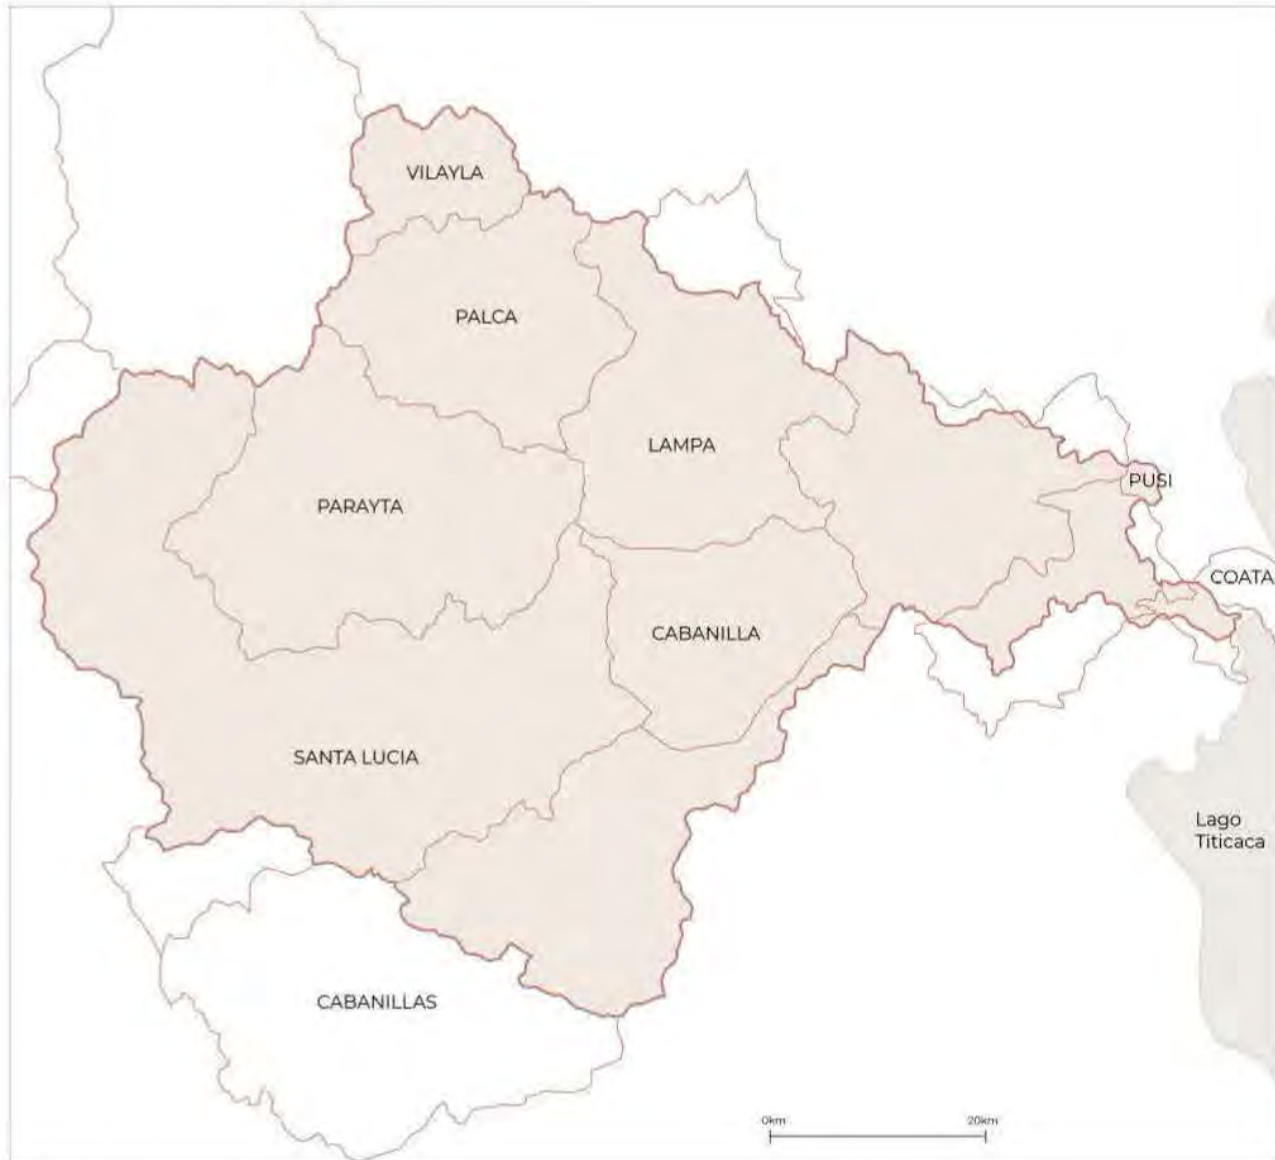 VILAYLA
PALCA
LAMPA
PUSI
PARAYTA
COATA
CABANILLA
SANTA LUCIA
Lago
Titicaca
CABANILLAS
0km
20km